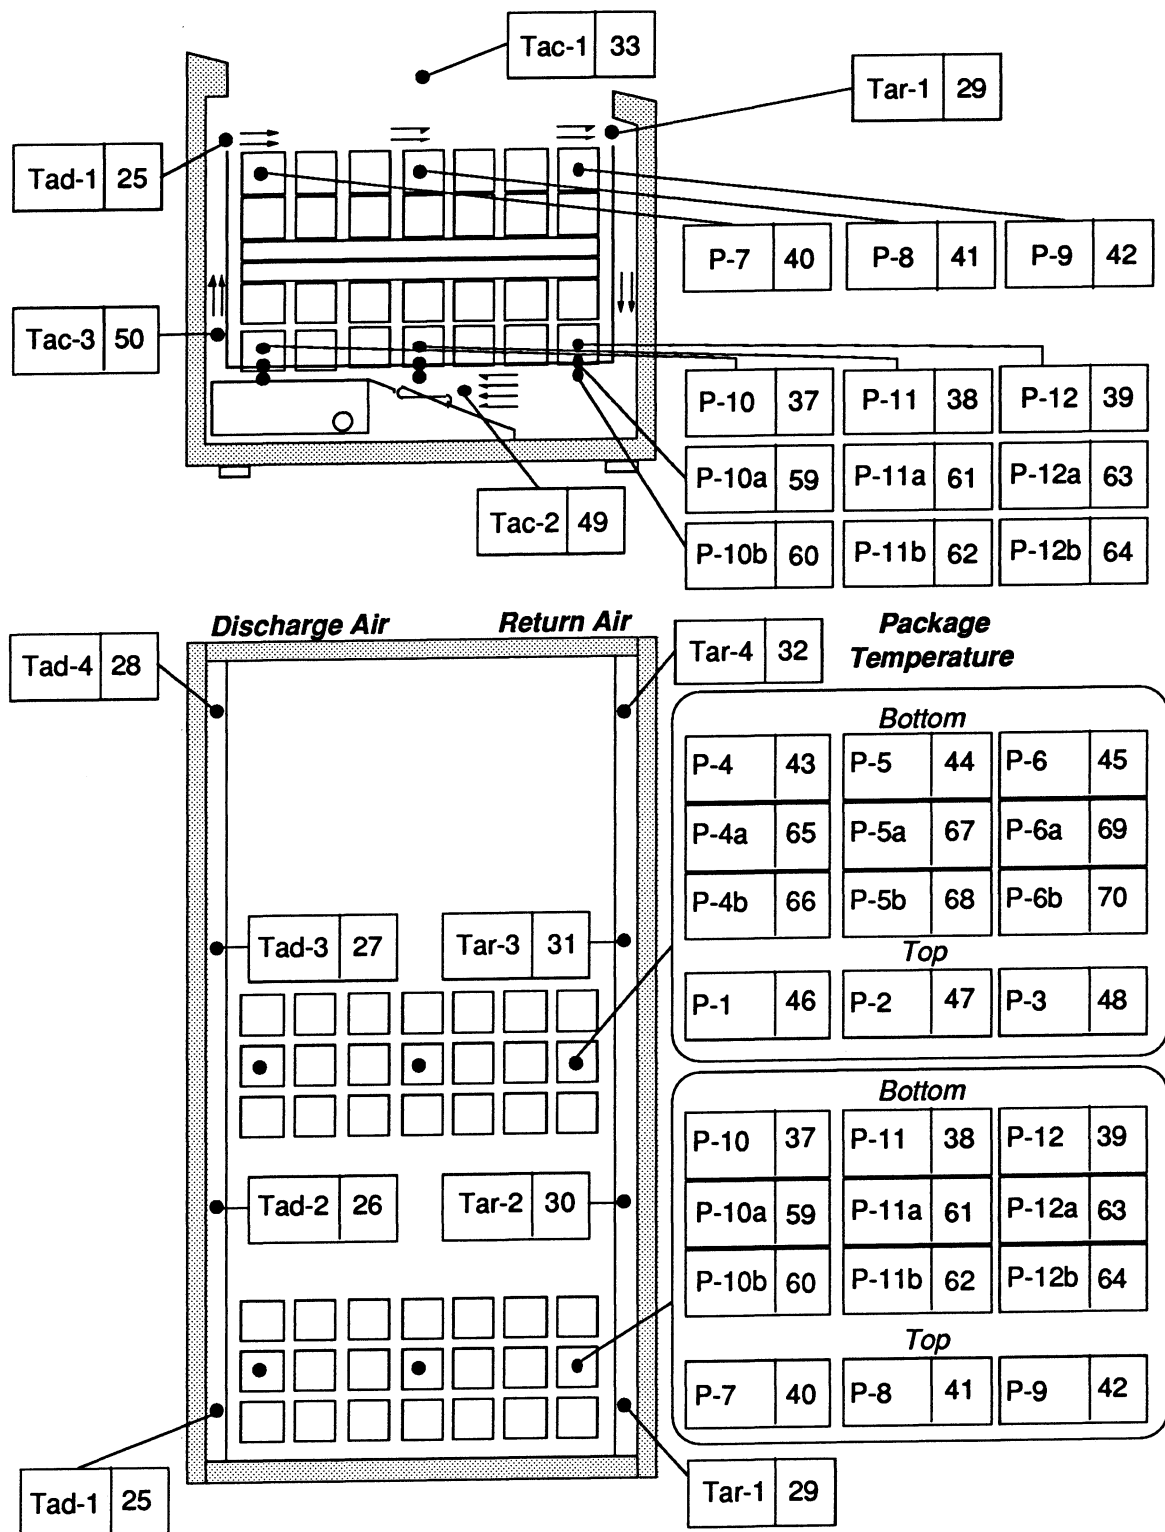 Tac-1 33
Tar-1 29
Tad-1 25
P-7 40 P-8 41 P-9 42
Tac-3 50
P-10 37 P-11 38 P-12 39
P-10a 59 P-11a 61 P-12a 63
Tac-2 49
P-10b 60 P-11b 62 P-12b 64
Discharge Air Return Air Package
Temperature
Tad-4 28 Tar-4 32
Bottom
P-4 43 P-5 44 P-6 45
P-4a 65 P-5a 67 P-6a 69
P-4b 66 P-5b 68 P-6b 70
Tad-3 27 Tar-3 31
Top
P-1 46 P-2 47 P-3 48
Bottom
P-10 37 P-11 38 P-12 39
Tad-2 26 Tar-2 30
P-10a 59 P-11a 61 P-12a 63
P-10b 60 P-11b 62 P-12b 64
Top
P-7 40 P-8 41 P-9 42
Tad-1 25 Tar-1 29